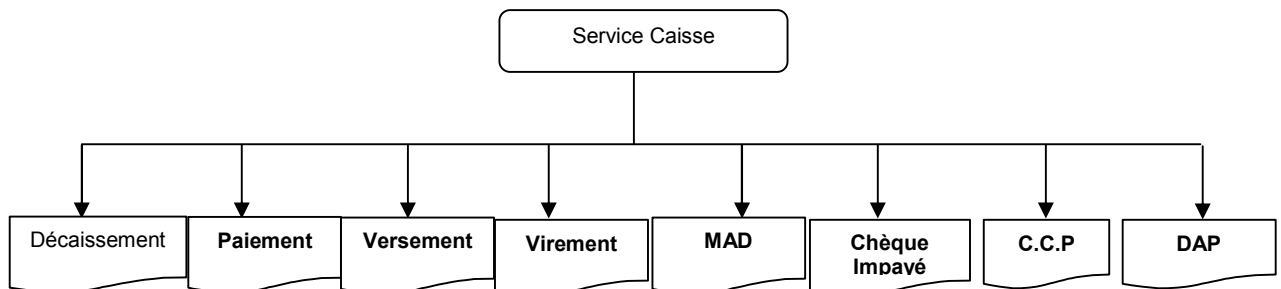 Service Caisse
Décaissement
Paiement
Versement
Virement
MAD
Chèque
Impayé
C.C.P
DAP